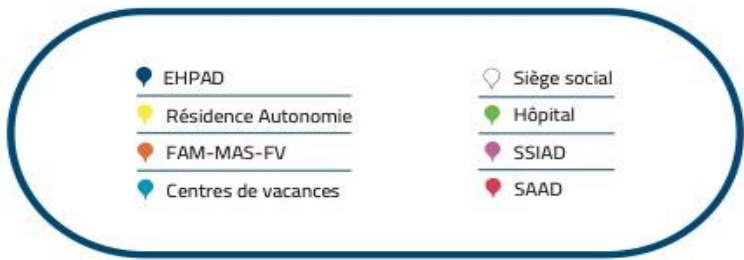 EHPAD
Résidence Autonomie
FAM-MAS-FV
Centres de vacances
Siège social
Hôpital
SSIAD
SAAD